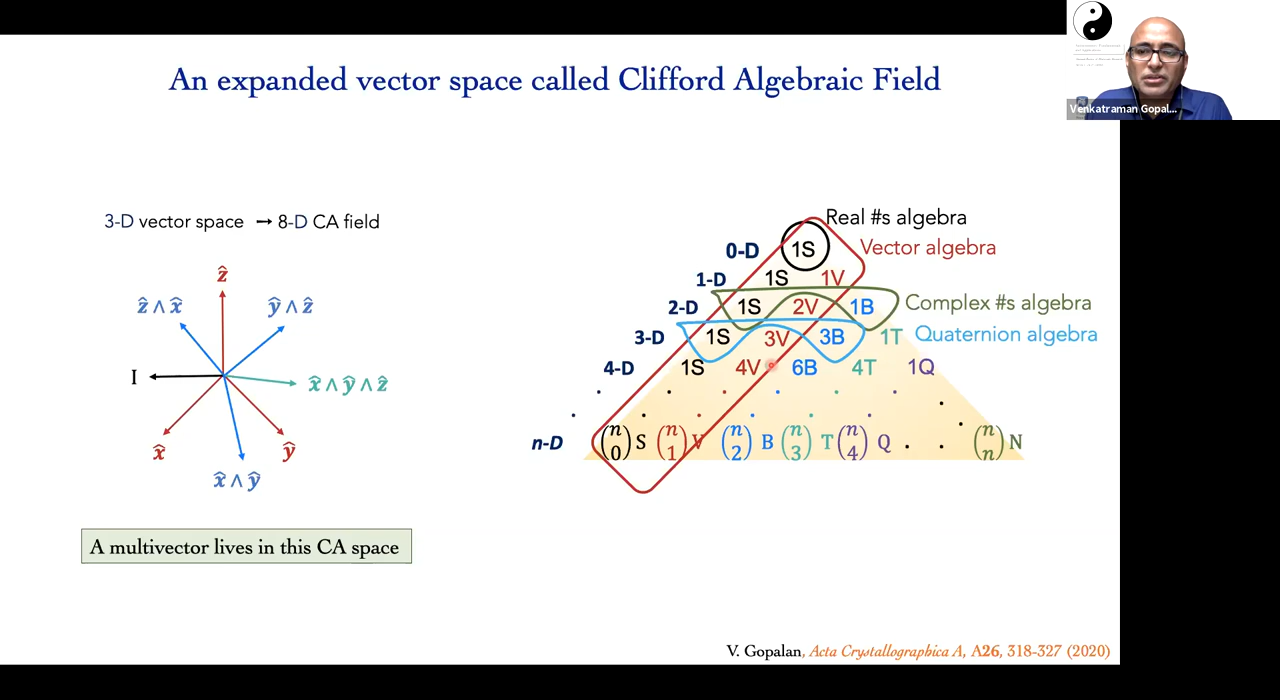 An expanded vector space called Clifford Algebraic Field
Venkatraman Gopal...
3-D vector space → 8-D CA field
ẑ
ẑ ∧ x̂
ŷ ∧ ẑ
I
x̂ ∧ ŷ ∧ ẑ
x̂
ŷ
x̂ ∧ ŷ
A multivector lives in this CA space
Real #s algebra
0-D 1S Vector algebra
1-D 1S 1V
2-D 1S 2V 1B Complex #s algebra
3-D 1S 3V 3B 1T Quaternion algebra
4-D 1S 4V 6B 4T 1Q
n-D (n 0) S (n 1) V (n 2) B (n 3) T (n 4) Q . . (n n) N
V. Gopalan, Acta Crystallographica A, A26, 318-327 (2020)